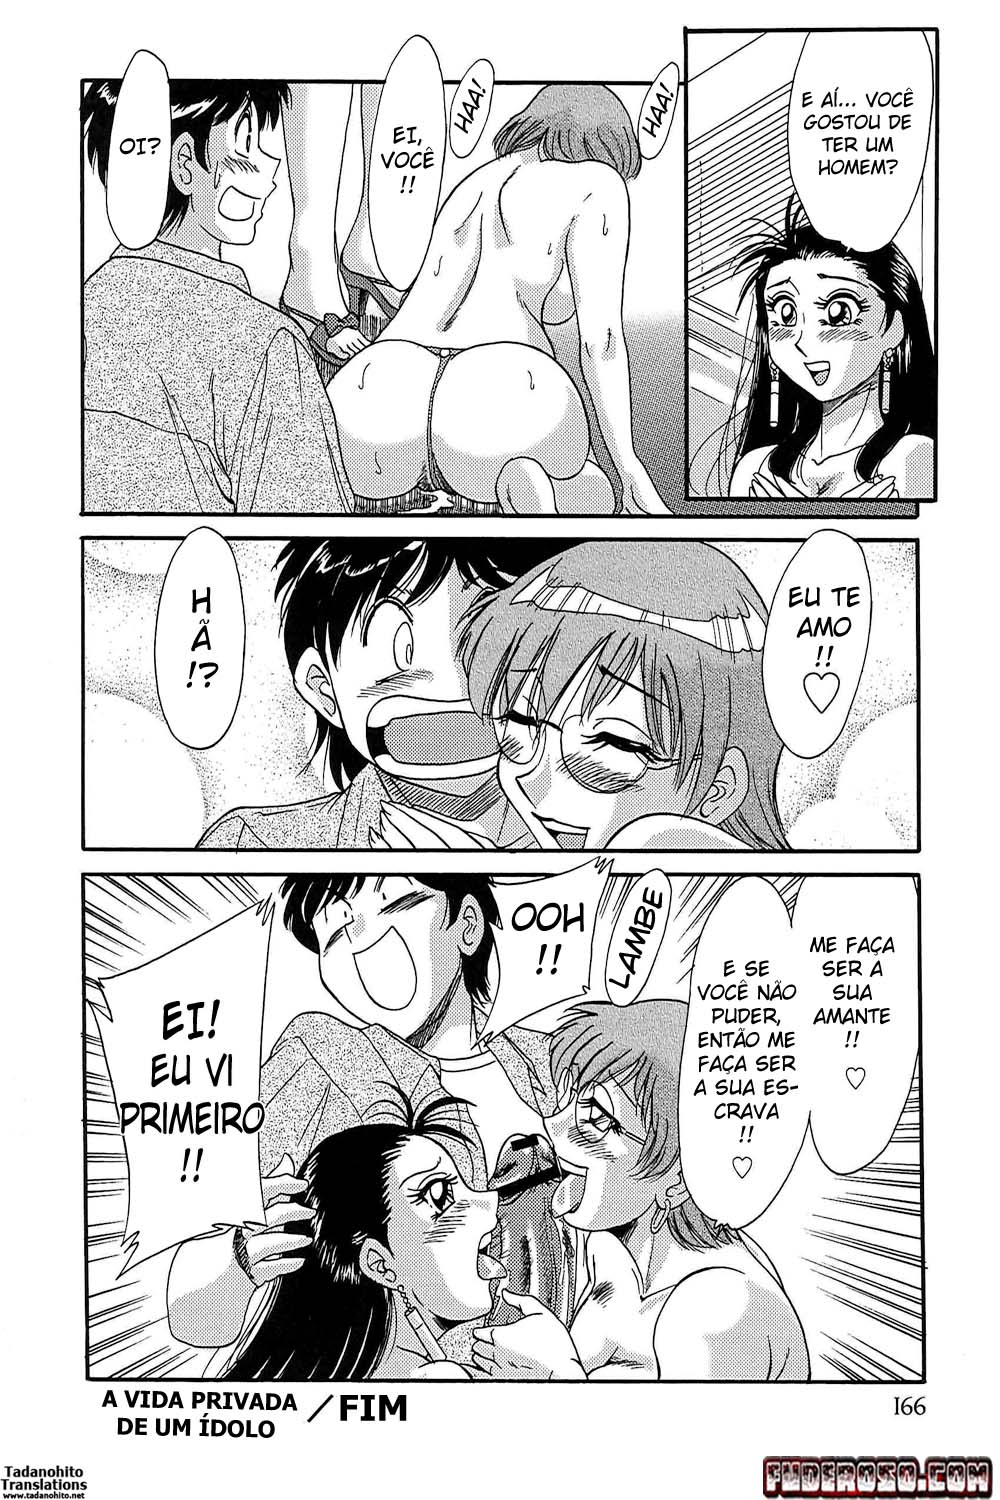 E AÍ... VOCÊ
GOSTOU DE
TER UM
HOMEM?
HAA!
HAA!
EI,
VOCÊ
!!
OI?
EU TE
AMO
!!
♡
H
Ã
!?
ME FAÇA
SER A
SUA
AMANTE
!!
♡
E SE
VOCÊ NÃO
PUDER,
ENTÃO ME
FAÇA SER
A SUA ES-
CRAVA
!!
♡
LAMBE
OOH
!!
EI!
EU VI
PRIMEIRO
!!
A VIDA PRIVADA
DE UM ÍDOLO
/FIM
166
Tadanohito
Translations
www.tadanohito.net
FUDEROSO.COM